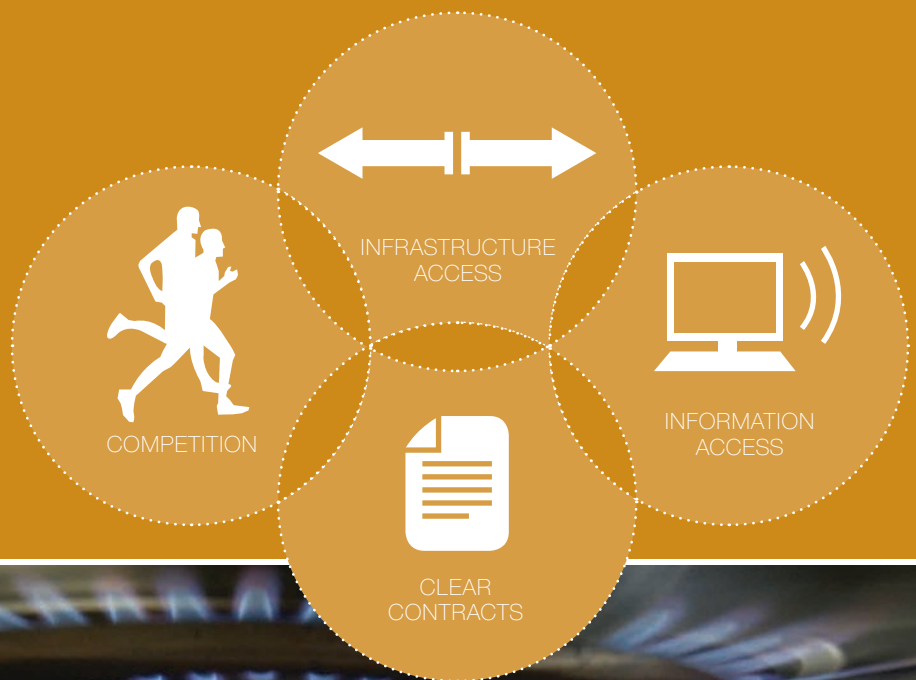 INFRASTRUCTURE
ACCESS
COMPETITION
INFORMATION
ACCESS
CLEAR
CONTRACTS